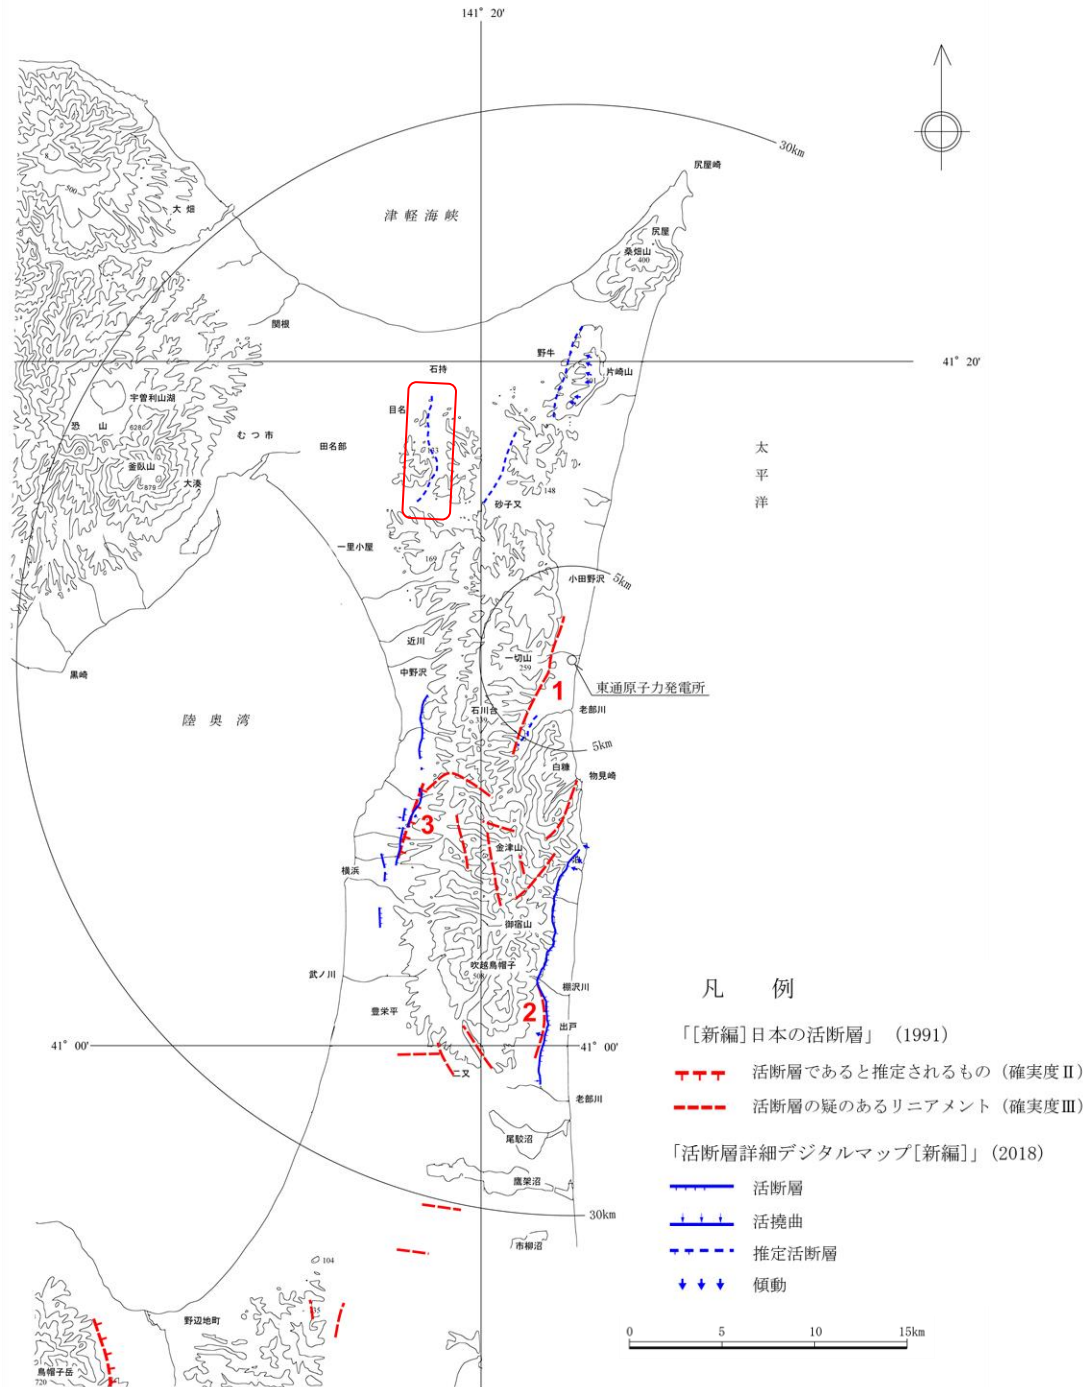 141° 20′
30km
尻屋崎
8
500
大畑
津軽海峡
尻屋
桑畑山
400
関根
野牛
41° 20′
石持
片崎山
宇曽利山湖
目名
恐山
628
むつ市
田名部
太平洋
釜臥山
879
大湊
148
砂子又
一里小屋
169
小田野沢
5km
近川
一切山
259
中野沢
黒崎
東通原子力発電所
1
陸奥湾
石川台
老部川
5km
白糠
物見崎
3
金津山
横浜
御宿山
吹越烏帽子
508
武ノ川
棚沢川
豊栄平
2
出戸
41° 00′
41° 00′
二又
老部川
尾駮沼
鷹架沼
30km
市柳沼
104
野辺地町
烏帽子岳
720
凡例
「[新編]日本の活断層」(1991)
活断層であると推定されるもの(確実度Ⅱ)
活断層の疑のあるリニアメント(確実度Ⅲ)
「活断層詳細デジタルマップ[新編]」(2018)
活断層
活撓曲
推定活断層
傾動
0 5 10 15km